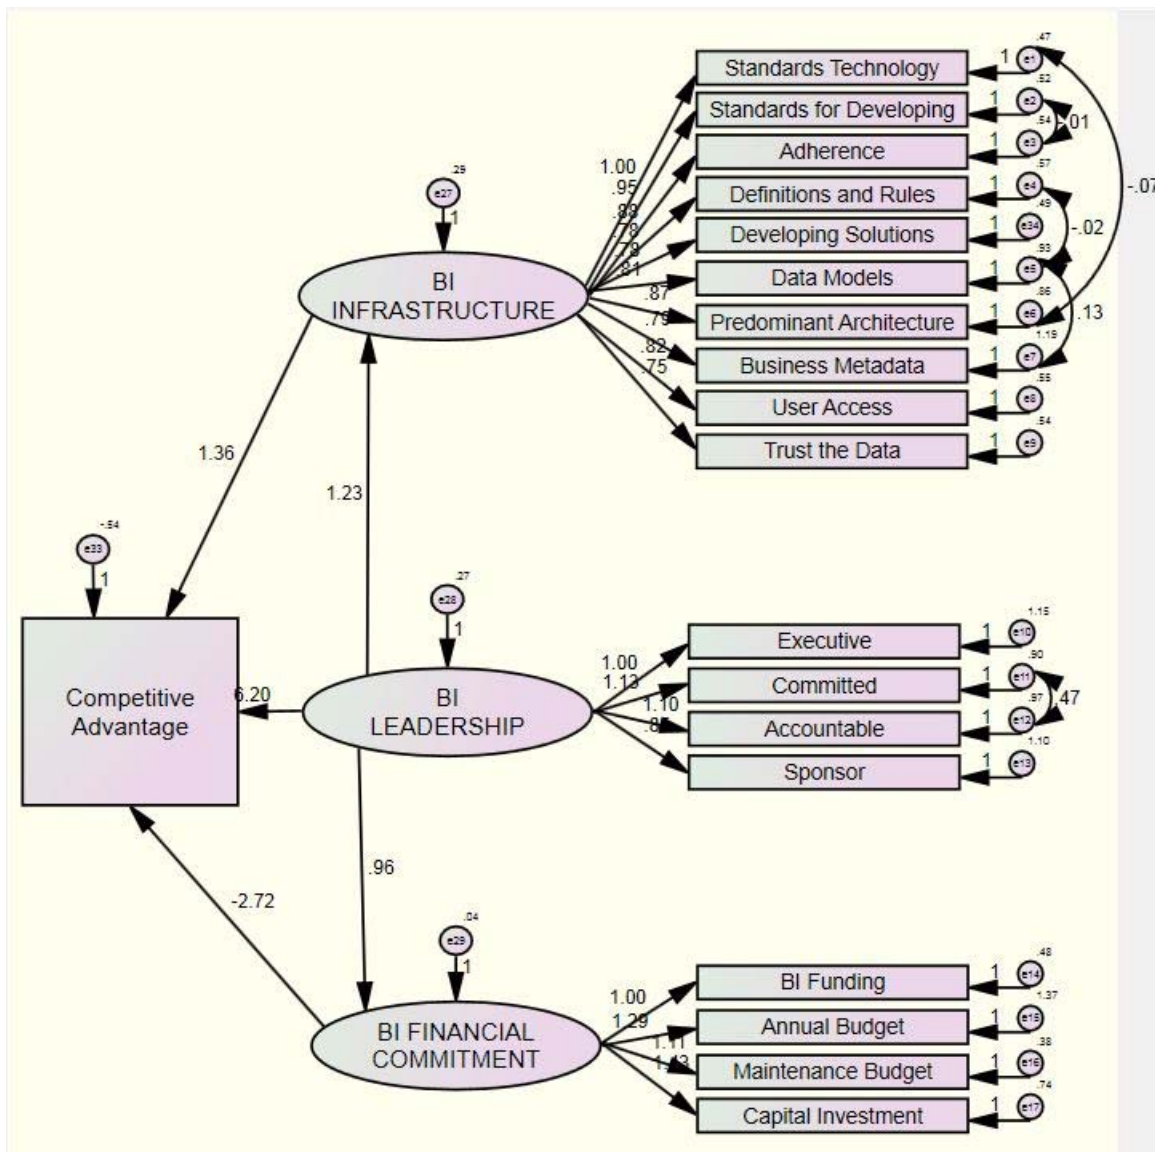 .47
Standards Technology
1
e1
.52
Standards for Developing
1
e2
.54
-.01
Adherence
1
e3
.57
Definitions and Rules
1
e4
.49
-.07
Developing Solutions
1
e34
.93
-.02
Data Models
1
e5
.86
Predominant Architecture
1
e6
1.19
.13
Business Metadata
1
e7
.55
User Access
1
e8
.54
Trust the Data
1
e9
1.00
.95
.88
.78
.78
.81
.87
.79
.82
.75
.29
e27
1
BI
INFRASTRUCTURE
1.36
1.23
-.54
e33
1
Competitive
Advantage
6.20
.27
e28
1
BI
LEADERSHIP
1.00
1.13
1.10
Executive
1
e10
1.15
Committed
1
e11
.90
.47
Accountable
1
e12
.97
Sponsor
1
e13
1.10
-2.72
.96
.04
e29
1
BI FINANCIAL
COMMITMENT
1.00
1.29
1.11
BI Funding
1
e14
.48
Annual Budget
1
e15
1.37
Maintenance Budget
1
e16
.38
Capital Investment
1
e17
.74